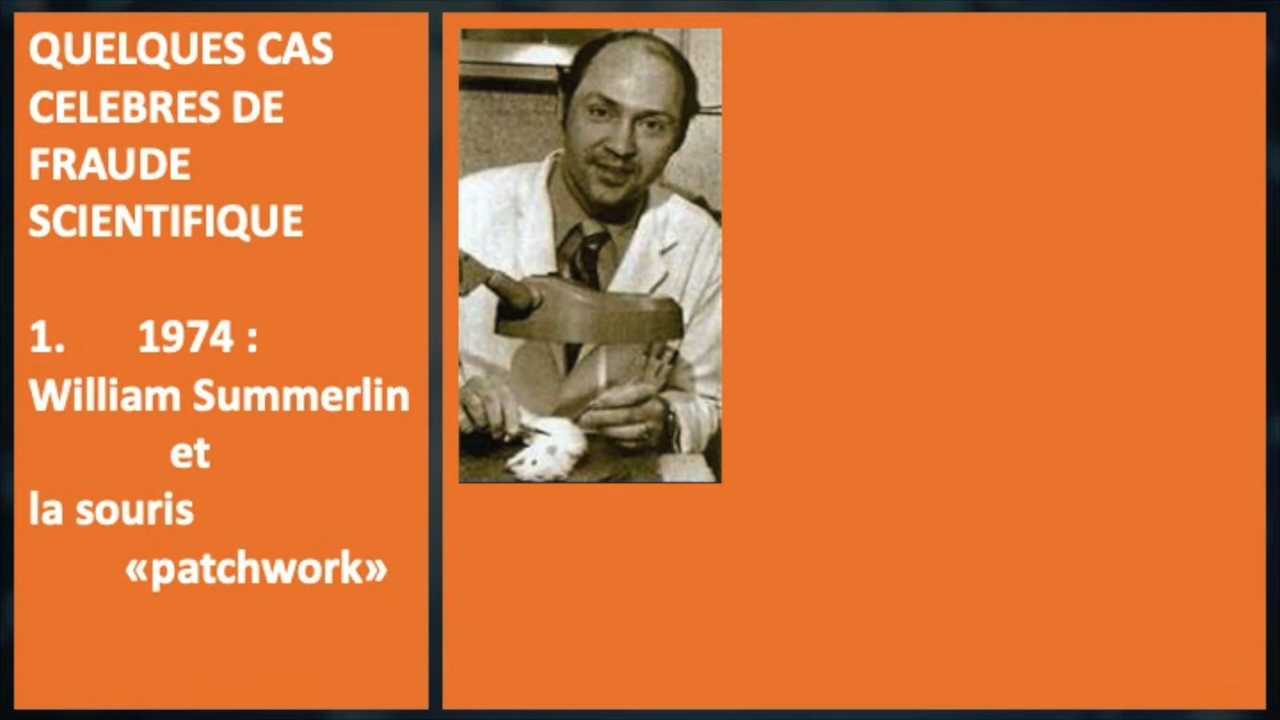 QUELQUES CAS
CELEBRES DE
FRAUDE
SCIENTIFIQUE
1. 1974 :
William Summerlin
et
la souris
«patchwork»